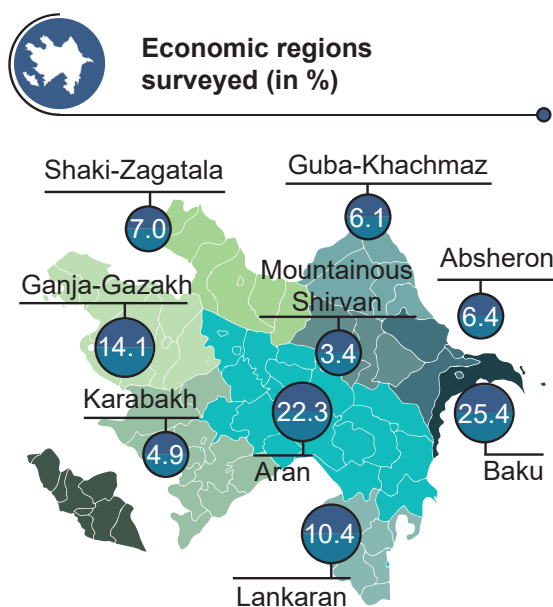 Economic regions
surveyed (in %)
Shaki-Zagatala
7.0
Guba-Khachmaz
6.1
Absheron
6.4
Ganja-Gazakh
14.1
Mountainous
Shirvan
3.4
Karabakh
4.9
22.3
Aran
25.4
Baku
10.4
Lankaran